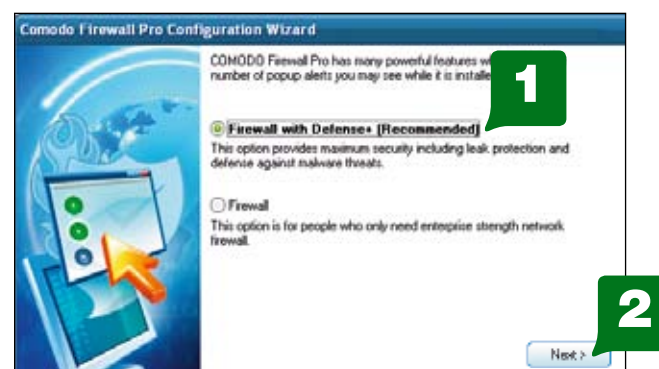 Comodo Firewall Pro Configuration Wizard
COMODO Firewall Pro has many powerful features
number of popup alerts you may see while it is
1
Firewall with Defense+ [Recommended]
This option provides maximum security including leak protection and
defense against malware threats.
Firewall
This option is for people who only need enterprise strength network
firewall.
2
Next >